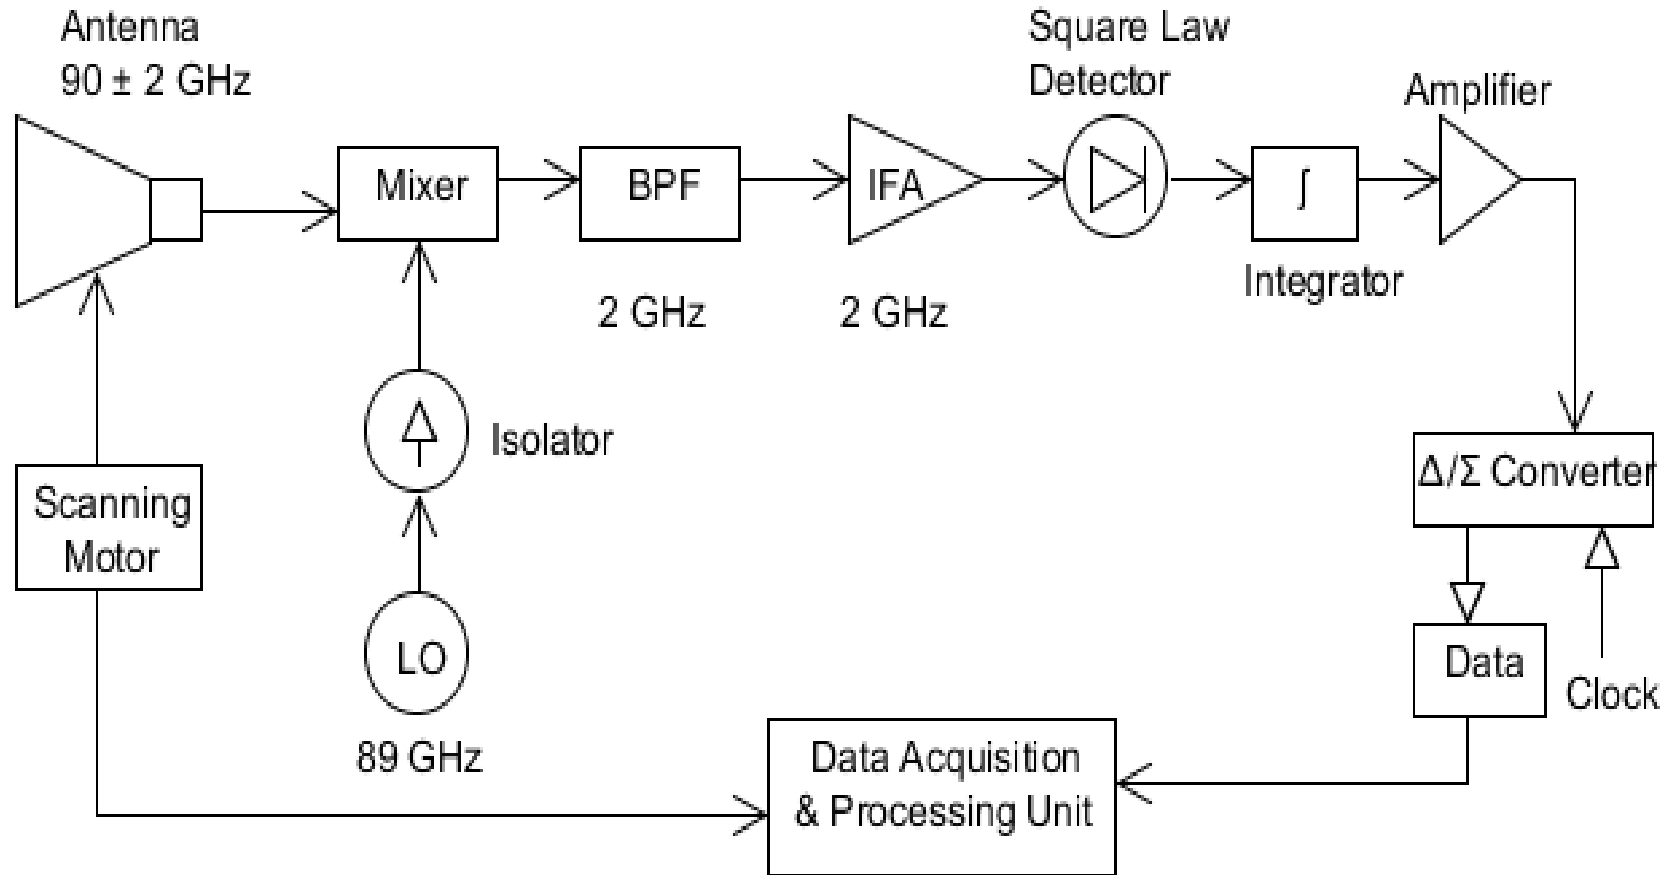 Antenna
90 ± 2 GHz
Square Law
Detector
Amplifier
Mixer
BPF
IFA
∫
Integrator
2 GHz
2 GHz
Isolator
Δ/Σ Converter
Scanning
Motor
LO
Data
Clock
89 GHz
Data Acquisition
& Processing Unit